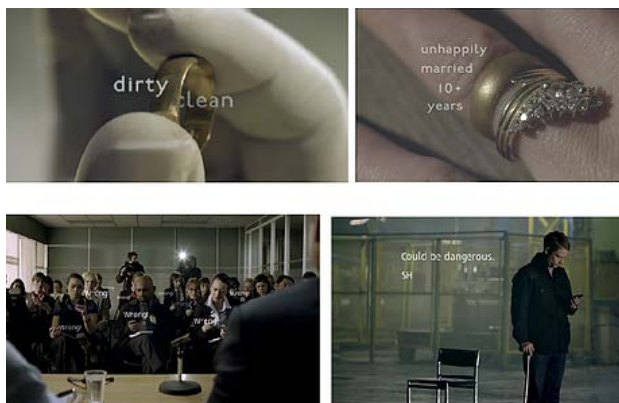 dirty
clean
unhappily
married
10+
years
Wrong!
Wrong!
Wrong!
Wrong!
Wrong!
Could be dangerous.
SH